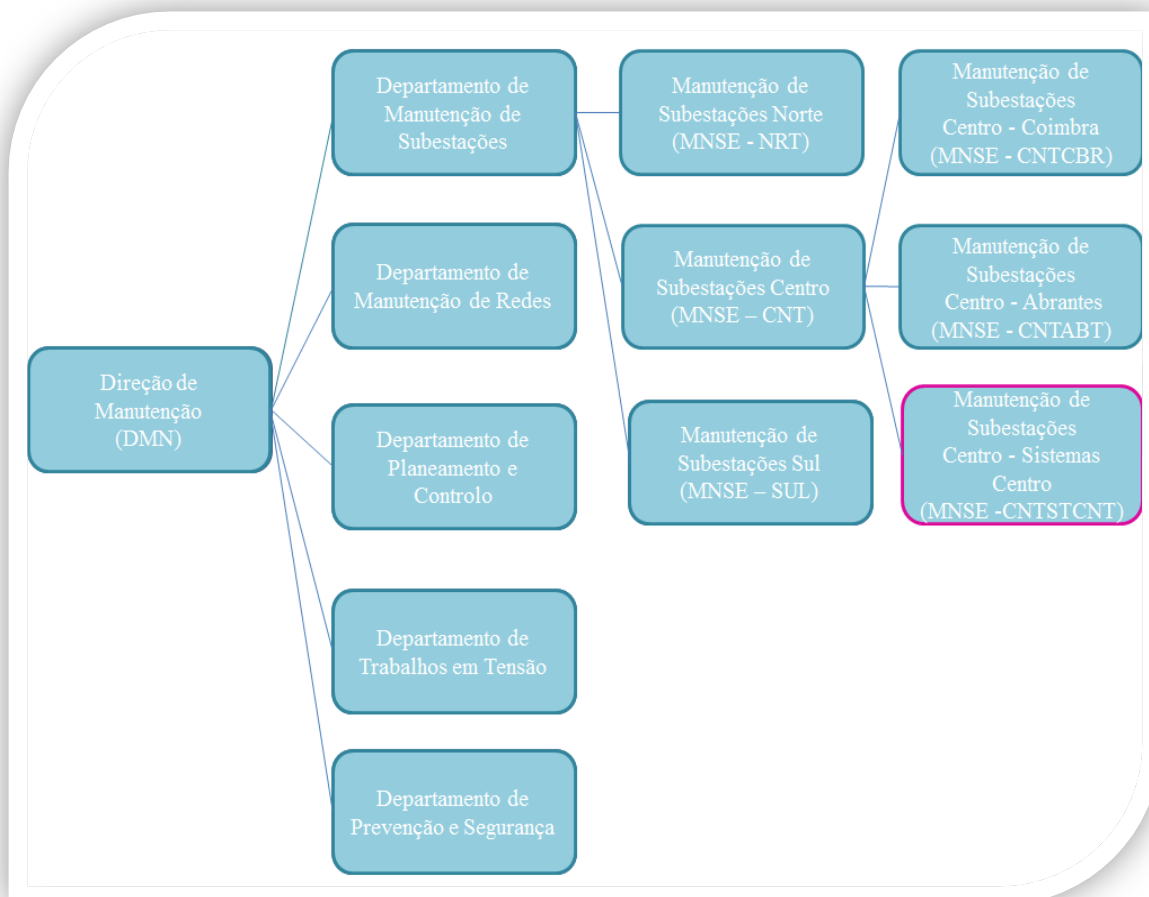 Direção de
Manutenção
(DMN)
Departamento de
Manutenção de
Subestações
Departamento de
Manutenção de Redes
Departamento de
Planeamento e
Controlo
Departamento de
Trabalhos em Tensão
Departamento de
Prevenção e Segurança
Manutenção de
Subestações Norte
(MNSE - NRT)
Manutenção de
Subestações Centro
(MNSE – CNT)
Manutenção de
Subestações Sul
(MNSE – SUL)
Manutenção de
Subestações
Centro - Coimbra
(MNSE - CNTCBR)
Manutenção de
Subestações
Centro - Abrantes
(MNSE - CNTABT)
Manutenção de
Subestações
Centro - Sistemas
Centro
(MNSE -CNTSTCNT)